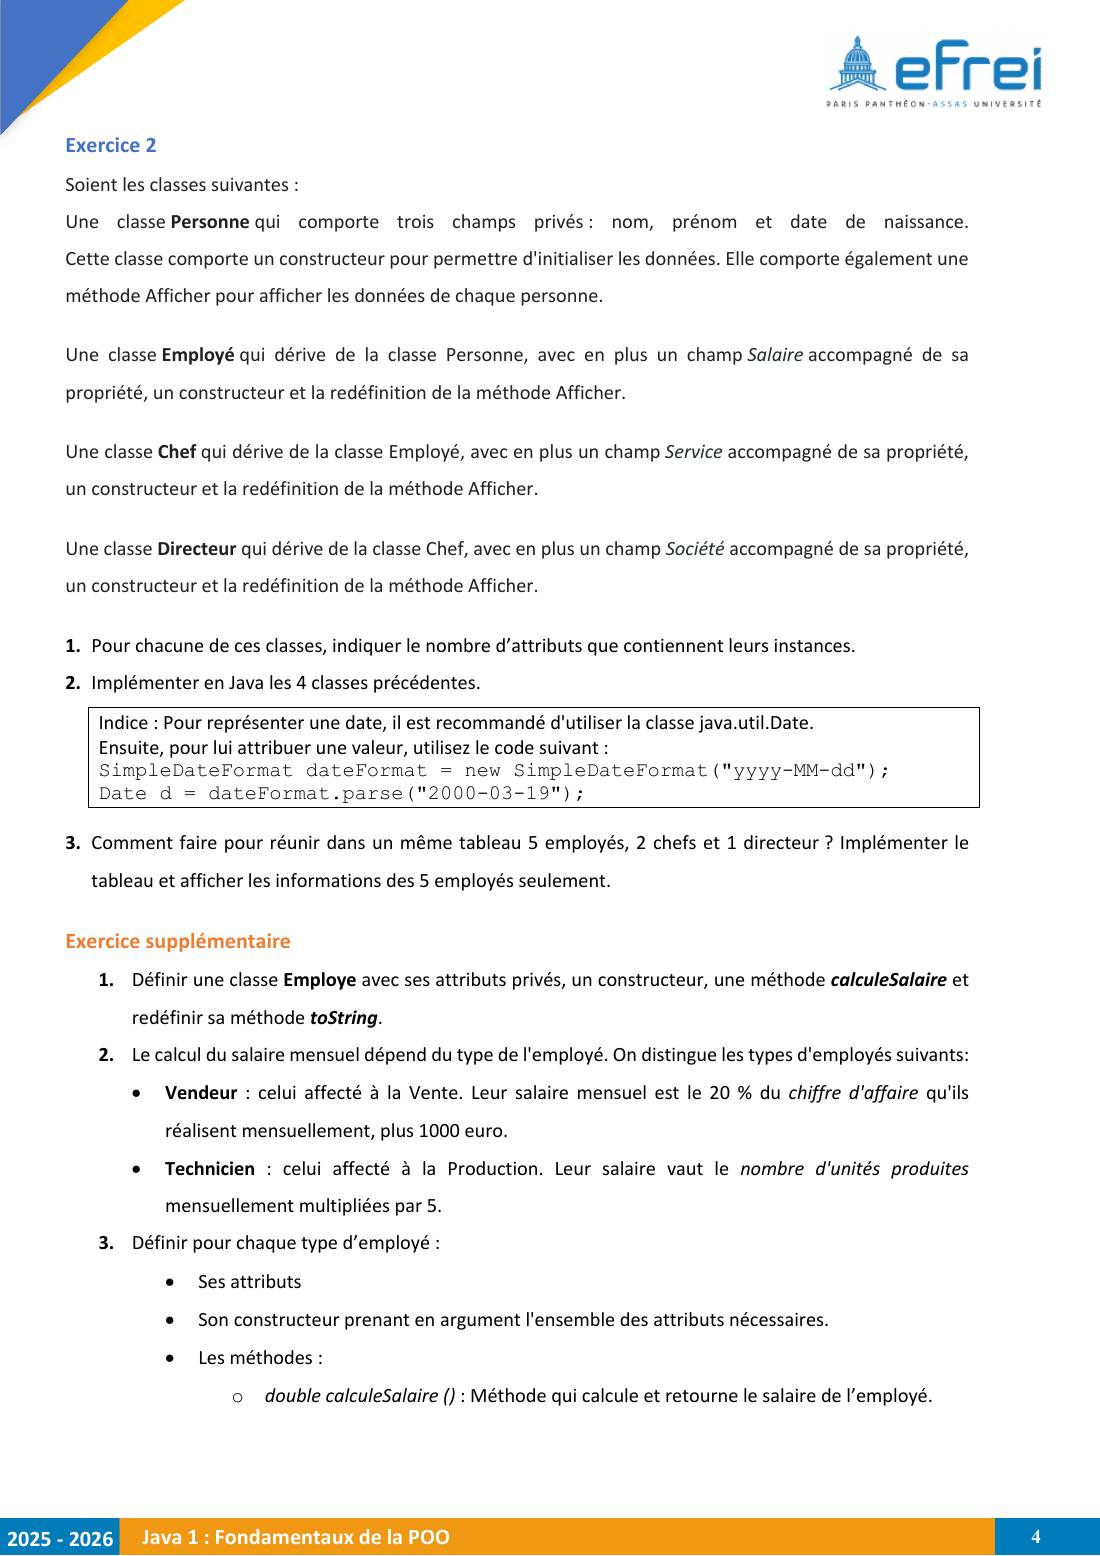 efrei
PARIS PANTHÉON-ASSAS UNIVERSITÉ
Exercice 2
Soient les classes suivantes :
Une classe Personne qui comporte trois champs privés : nom, prénom et date de naissance.
Cette classe comporte un constructeur pour permettre d'initialiser les données. Elle comporte également une
méthode Afficher pour afficher les données de chaque personne.
Une classe Employé qui dérive de la classe Personne, avec en plus un champ Salaire accompagné de sa
propriété, un constructeur et la redéfinition de la méthode Afficher.
Une classe Chef qui dérive de la classe Employé, avec en plus un champ Service accompagné de sa propriété,
un constructeur et la redéfinition de la méthode Afficher.
Une classe Directeur qui dérive de la classe Chef, avec en plus un champ Société accompagné de sa propriété,
un constructeur et la redéfinition de la méthode Afficher.
1. Pour chacune de ces classes, indiquer le nombre d’attributs que contiennent leurs instances.
2. Implémenter en Java les 4 classes précédentes.
Indice : Pour représenter une date, il est recommandé d'utiliser la classe java.util.Date.
Ensuite, pour lui attribuer une valeur, utilisez le code suivant :
SimpleDateFormat dateFormat = new SimpleDateFormat("yyyy-MM-dd");
Date d = dateFormat.parse("2000-03-19");
3. Comment faire pour réunir dans un même tableau 5 employés, 2 chefs et 1 directeur ? Implémenter le
tableau et afficher les informations des 5 employés seulement.
Exercice supplémentaire
1. Définir une classe Employe avec ses attributs privés, un constructeur, une méthode calculeSalaire et
redéfinir sa méthode toString.
2. Le calcul du salaire mensuel dépend du type de l'employé. On distingue les types d'employés suivants:
• Vendeur : celui affecté à la Vente. Leur salaire mensuel est le 20 % du chiffre d'affaire qu'ils
réalisent mensuellement, plus 1000 euro.
• Technicien : celui affecté à la Production. Leur salaire vaut le nombre d'unités produites
mensuellement multipliées par 5.
3. Définir pour chaque type d’employé :
• Ses attributs
• Son constructeur prenant en argument l'ensemble des attributs nécessaires.
• Les méthodes :
o double calculeSalaire () : Méthode qui calcule et retourne le salaire de l’employé.
2025 - 2026 Java 1 : Fondamentaux de la POO 4